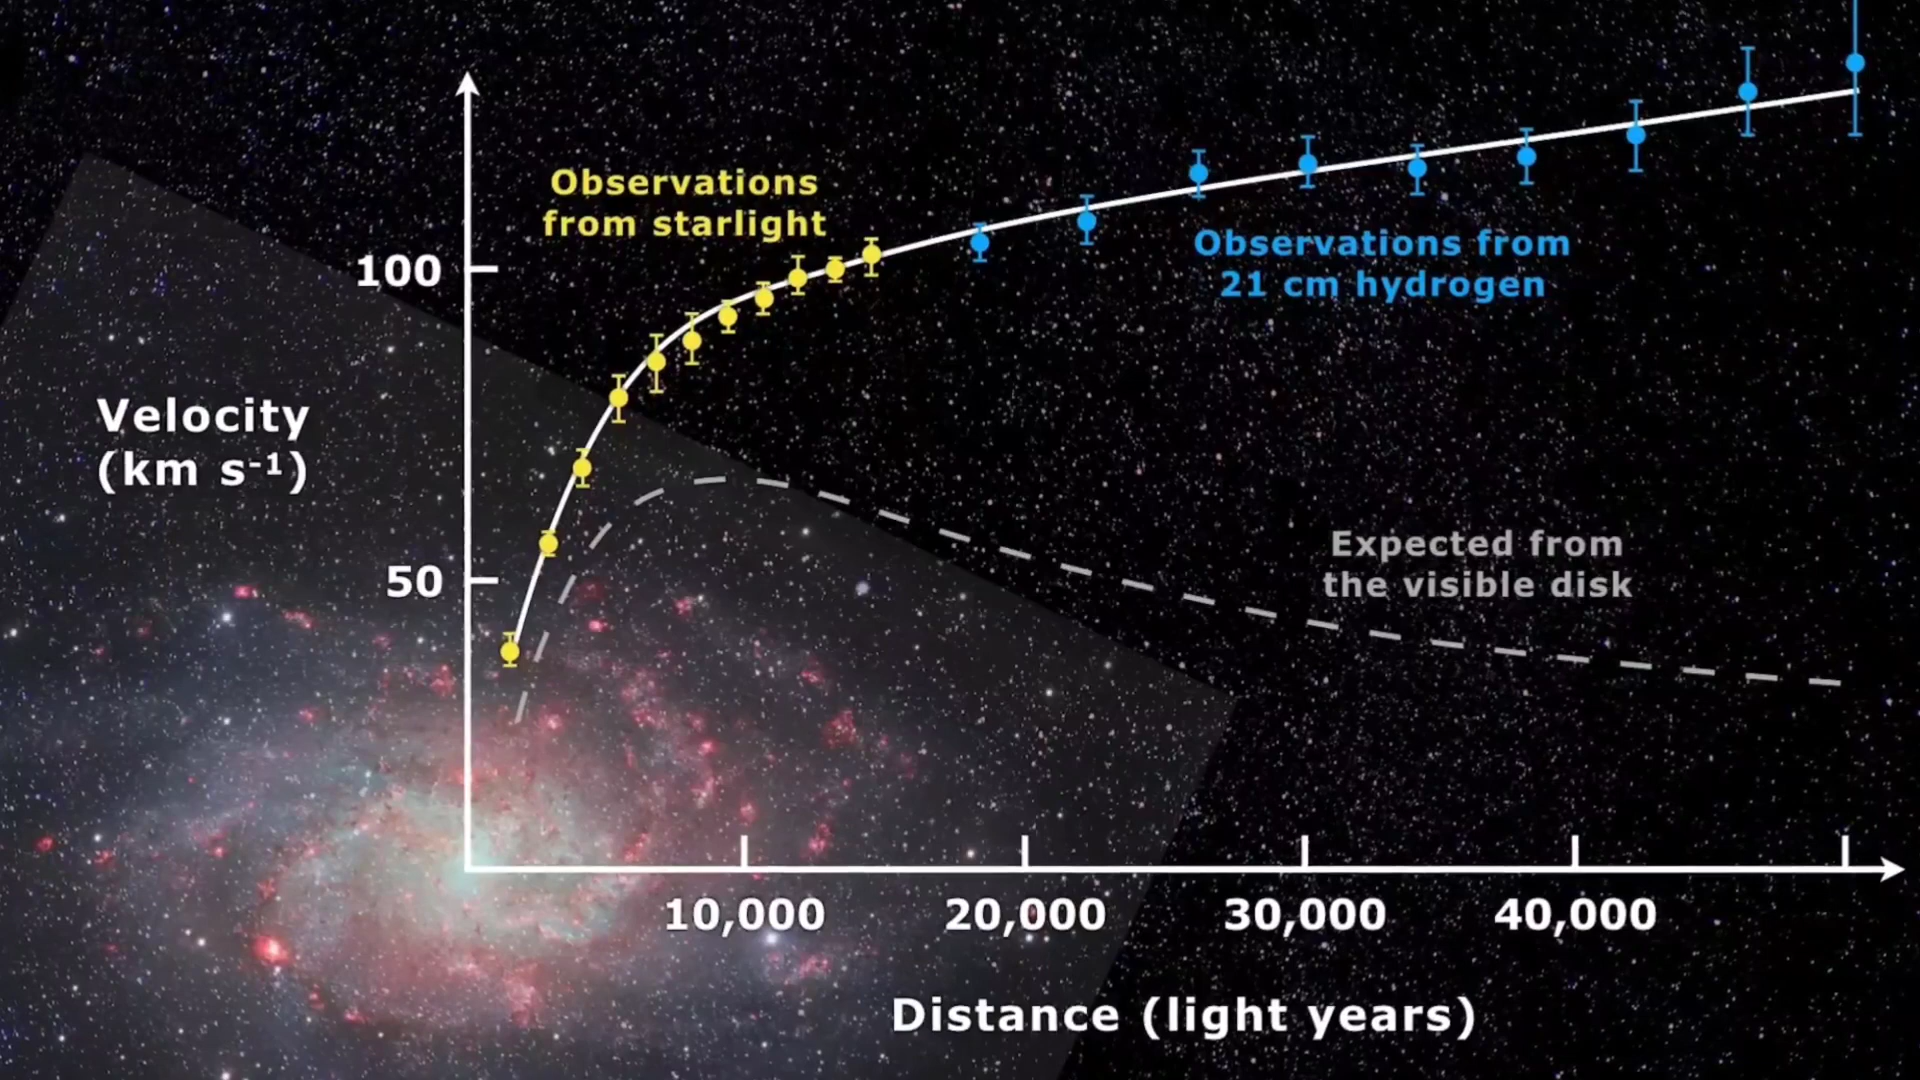 Observations
from starlight
100
Observations from
21 cm hydrogen
Velocity
(km s-1)
50
Expected from
the visible disk
10,000 20,000 30,000 40,000
Distance (light years)